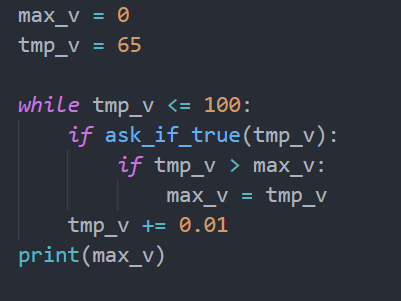 max_v = 0
tmp_v = 65

while tmp_v <= 100:
    if ask_if_true(tmp_v):
        if tmp_v > max_v:
            max_v = tmp_v
    tmp_v += 0.01
print(max_v)